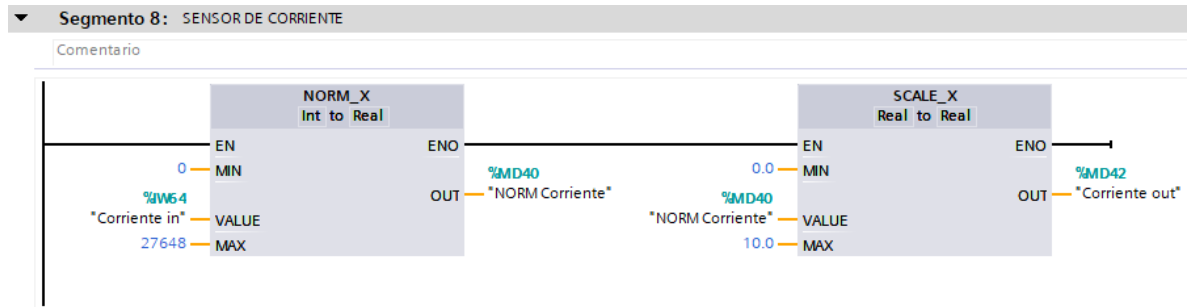 Segmento 8: SENSOR DE CORRIENTE
Comentario
NORM_X
Int to Real
EN
ENO
0
MIN
%IW64
"Corriente in"
VALUE
27648
MAX
%MD40
OUT
"NORM Corriente"
SCALE_X
Real to Real
EN
ENO
0.0
MIN
%MD40
"NORM Corriente"
VALUE
10.0
MAX
%MD42
OUT
"Corriente out"